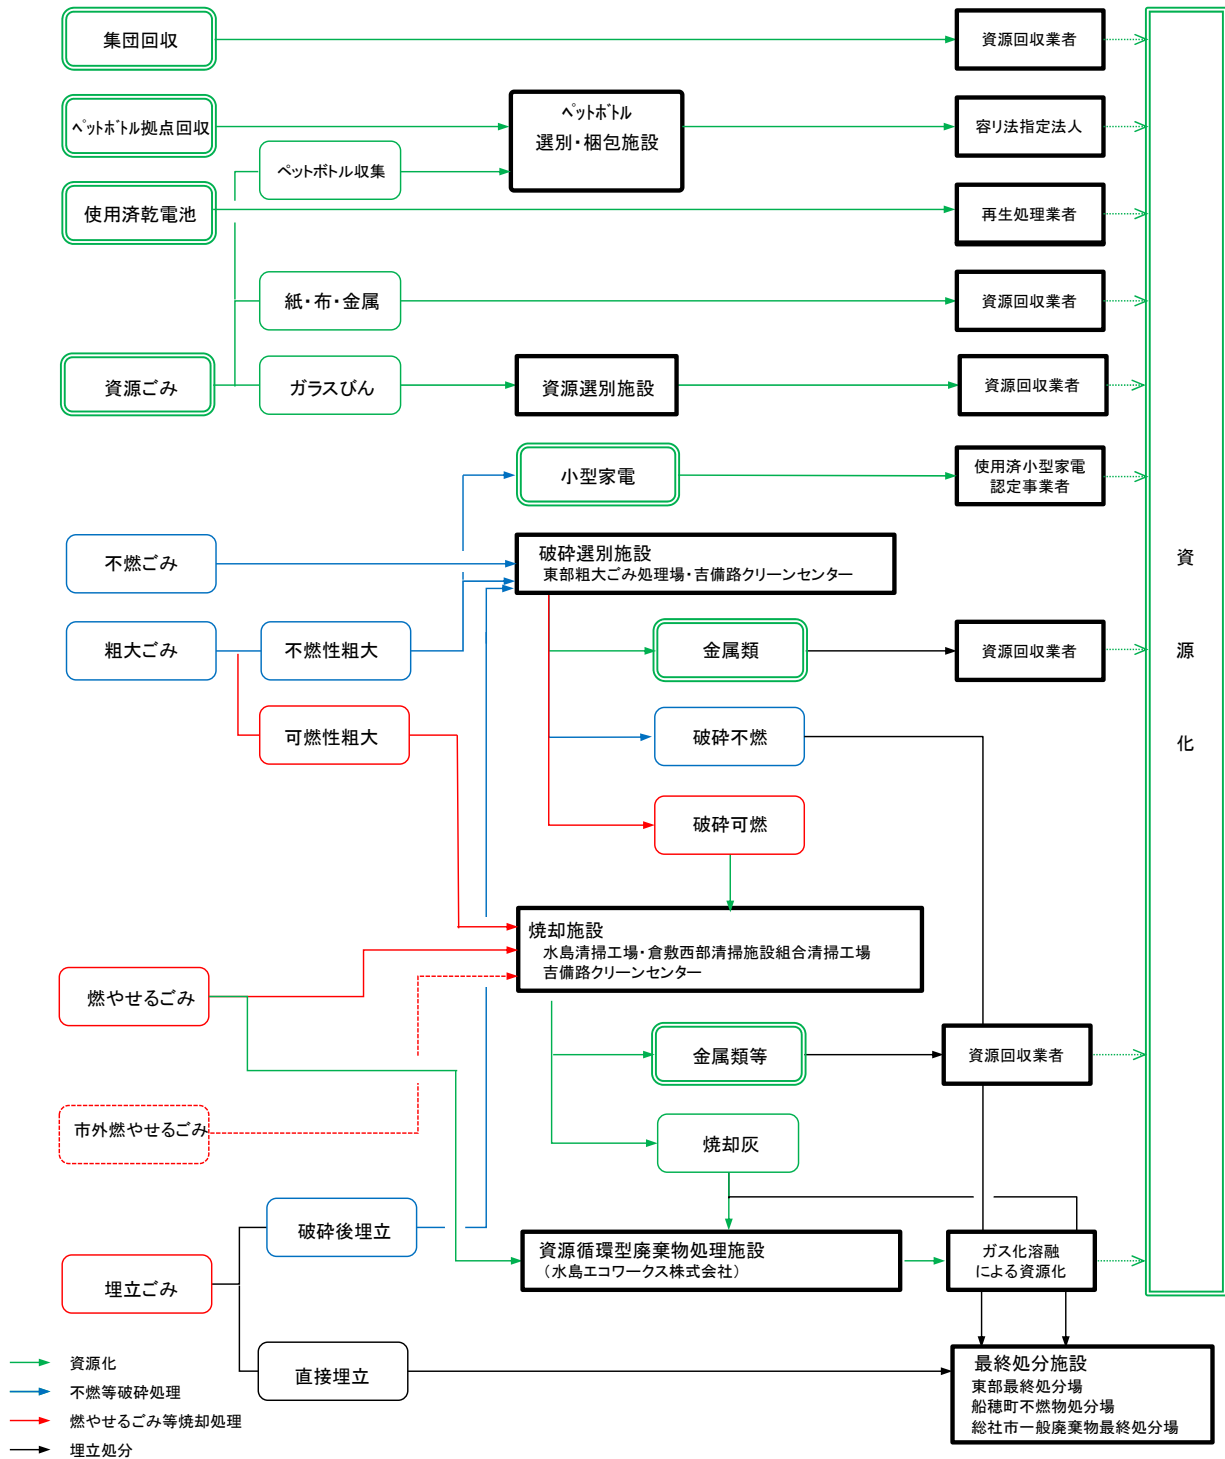 集団回収
資源回収業者
ペットボトル拠点回収
ペットボトル
選別・梱包施設
容リ法指定法人
ペットボトル収集
使用済乾電池
再生処理業者
紙・布・金属
資源回収業者
資源ごみ
ガラスびん
資源選別施設
資源回収業者
小型家電
使用済小型家電
認定事業者
不燃ごみ
破砕選別施設
東部粗大ごみ処理場・吉備路クリーンセンター
資
源
化
粗大ごみ
不燃性粗大
金属類
資源回収業者
可燃性粗大
破砕不燃
破砕可燃
焼却施設
水島清掃工場・倉敷西部清掃施設組合清掃工場
吉備路クリーンセンター
燃やせるごみ
金属類等
資源回収業者
市外燃やせるごみ
焼却灰
破砕後埋立
資源循環型廃棄物処理施設
（水島エコワークス株式会社）
ガス化溶融
による資源化
埋立ごみ
直接埋立
最終処分施設
東部最終処分場
船穂町不燃物処分場
総社市一般廃棄物最終処分場
資源化
不燃等破砕処理
燃やせるごみ等焼却処理
埋立処分